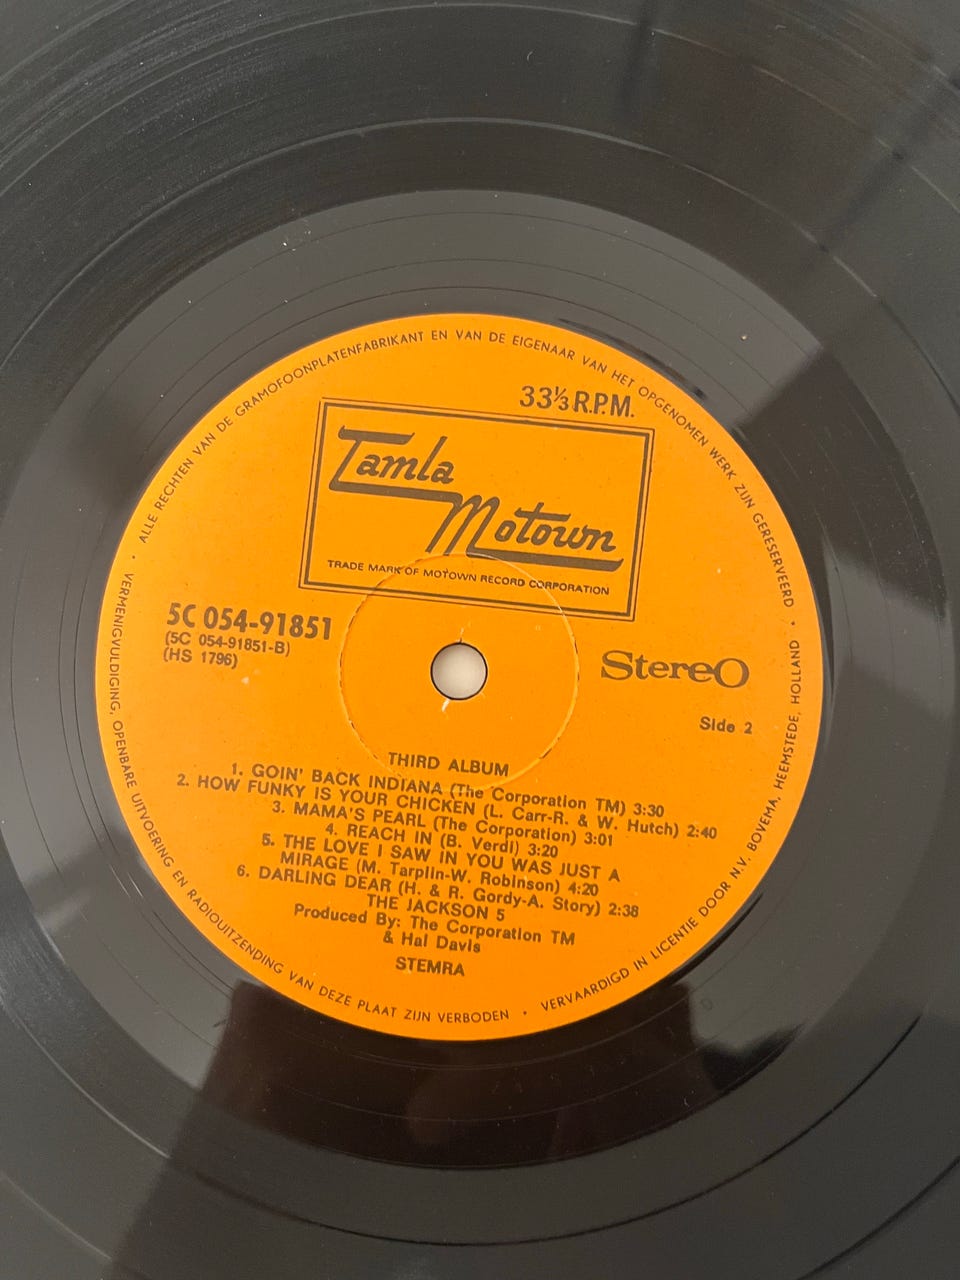 ALLE RECHTEN VAN DE GRAMOFOONPLATENFABRIKANT EN VAN DE EIGENAAR VAN HET OPGENOMEN WERK ZIJN GERESERVEERD •
33⅓ R.P.M.
Tamla
Motown
TRADE MARK OF MOTOWN RECORD CORPORATION
5C 054-91851
(5C 054-91851-B)
(HS 1796)
Stereo
Side 2
THIRD ALBUM
1. GOIN' BACK INDIANA (The Corporation TM) 3:30
2. HOW FUNKY IS YOUR CHICKEN (L. Carr-R. & W. Hutch) 2:40
3. MAMA'S PEARL (The Corporation) 3:01
4. REACH IN (B. Verdi) 3:20
5. THE LOVE I SAW IN YOU WAS JUST A
MIRAGE (M. Tarplin-W. Robinson) 4:20
6. DARLING DEAR (H. & R. Gordy-A. Story) 2:38
THE JACKSON 5
Produced By: The Corporation TM
& Hal Davis
STEMRA
• VERMENIGVULDIGING, OPENBARE UITVOERING EN RADIOUITZENDING VAN DEZE PLAAT ZIJN VERBODEN •
VERVAARDIGD IN LICENTIE DOOR N.V. BOVEMA, HEEMSTEDE, HOLLAND •